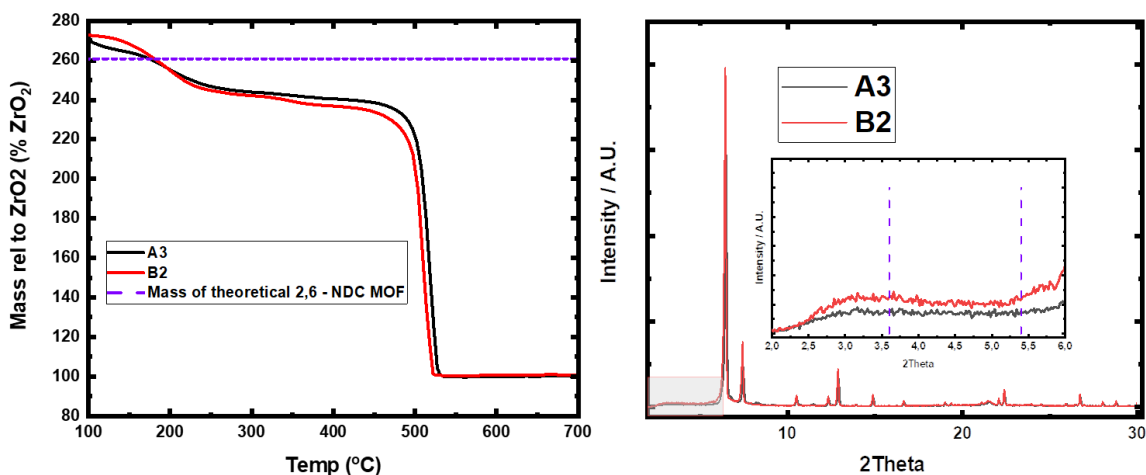 280
260
240
220
200
180
160
140
120
100
80
100 200 300 400 500 600 700
Mass rel to ZrO2 (% ZrO₂)
Temp (ºC)
A3
B2
Mass of theoretical 2,6 - NDC MOF
Intensity / A.U.
A3
B2
Intensity / A.U.
2,0 2,5 3,0 3,5 4,0 4,5 5,0 5,5 6,0
2Theta
10 20 30
2Theta